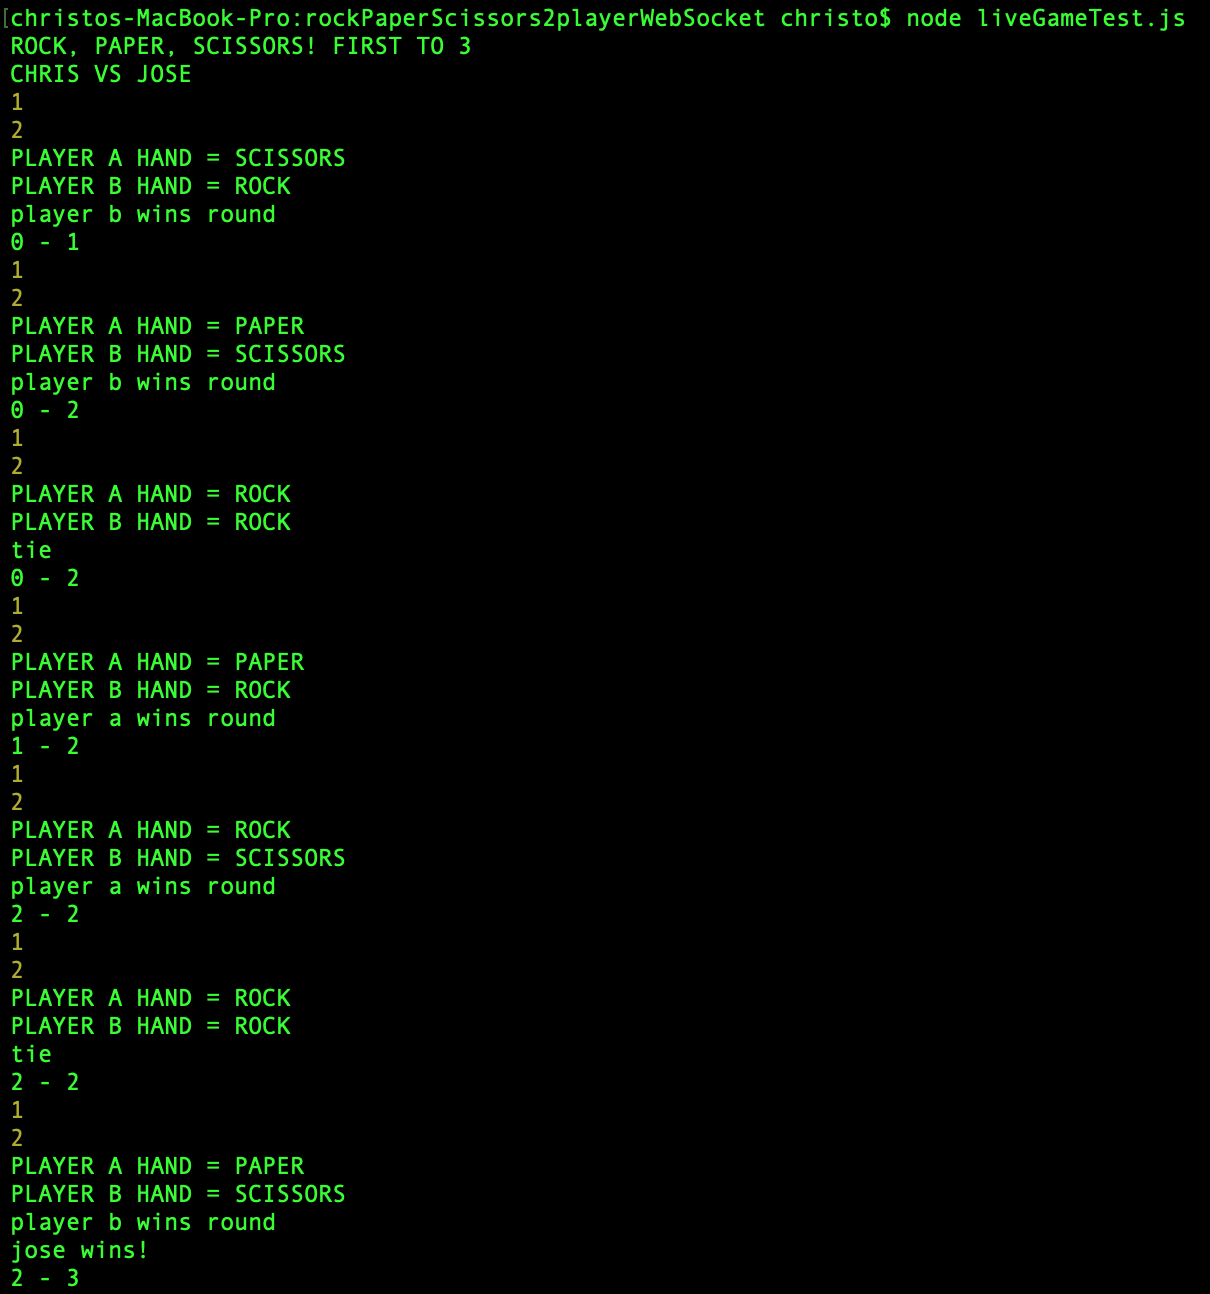 [christos-MacBook-Pro:rockPaperScissors2playerWebSocket christo$ node liveGameTest.js
ROCK, PAPER, SCISSORS! FIRST TO 3
CHRIS VS JOSE
1
2
PLAYER A HAND = SCISSORS
PLAYER B HAND = ROCK
player b wins round
0 - 1
1
2
PLAYER A HAND = PAPER
PLAYER B HAND = SCISSORS
player b wins round
0 - 2
1
2
PLAYER A HAND = ROCK
PLAYER B HAND = ROCK
tie
0 - 2
1
2
PLAYER A HAND = PAPER
PLAYER B HAND = ROCK
player a wins round
1 - 2
1
2
PLAYER A HAND = ROCK
PLAYER B HAND = SCISSORS
player a wins round
2 - 2
1
2
PLAYER A HAND = ROCK
PLAYER B HAND = ROCK
tie
2 - 2
1
2
PLAYER A HAND = PAPER
PLAYER B HAND = SCISSORS
player b wins round
jose wins!
2 - 3